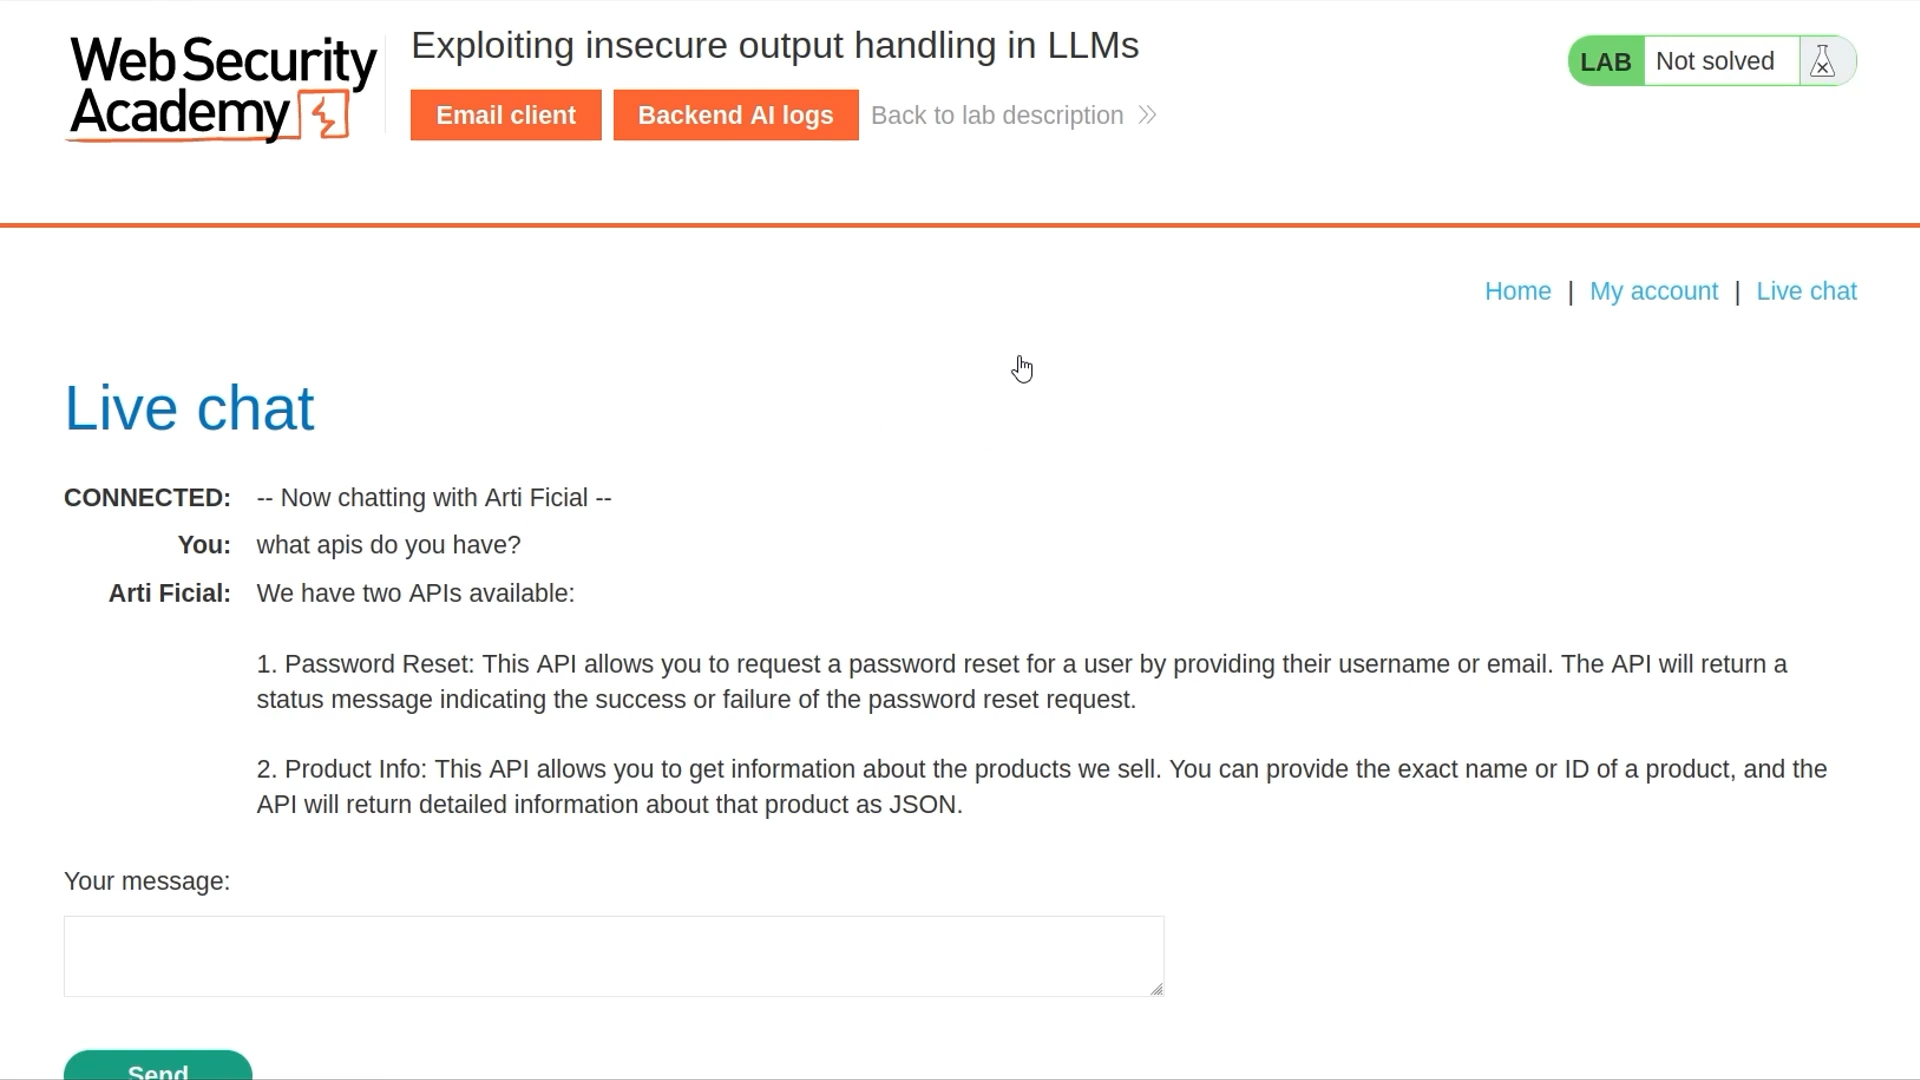 Web Security
Academy
Exploiting insecure output handling in LLMs
Email client
Backend AI logs
Back to lab description
LAB
Not solved
Home | My account | Live chat
Live chat
CONNECTED: -- Now chatting with Arti Ficial --
You: what apis do you have?
Arti Ficial: We have two APIs available:
1. Password Reset: This API allows you to request a password reset for a user by providing their username or email. The API will return a
status message indicating the success or failure of the password reset request.
2. Product Info: This API allows you to get information about the products we sell. You can provide the exact name or ID of a product, and the
API will return detailed information about that product as JSON.
Your message:
Send